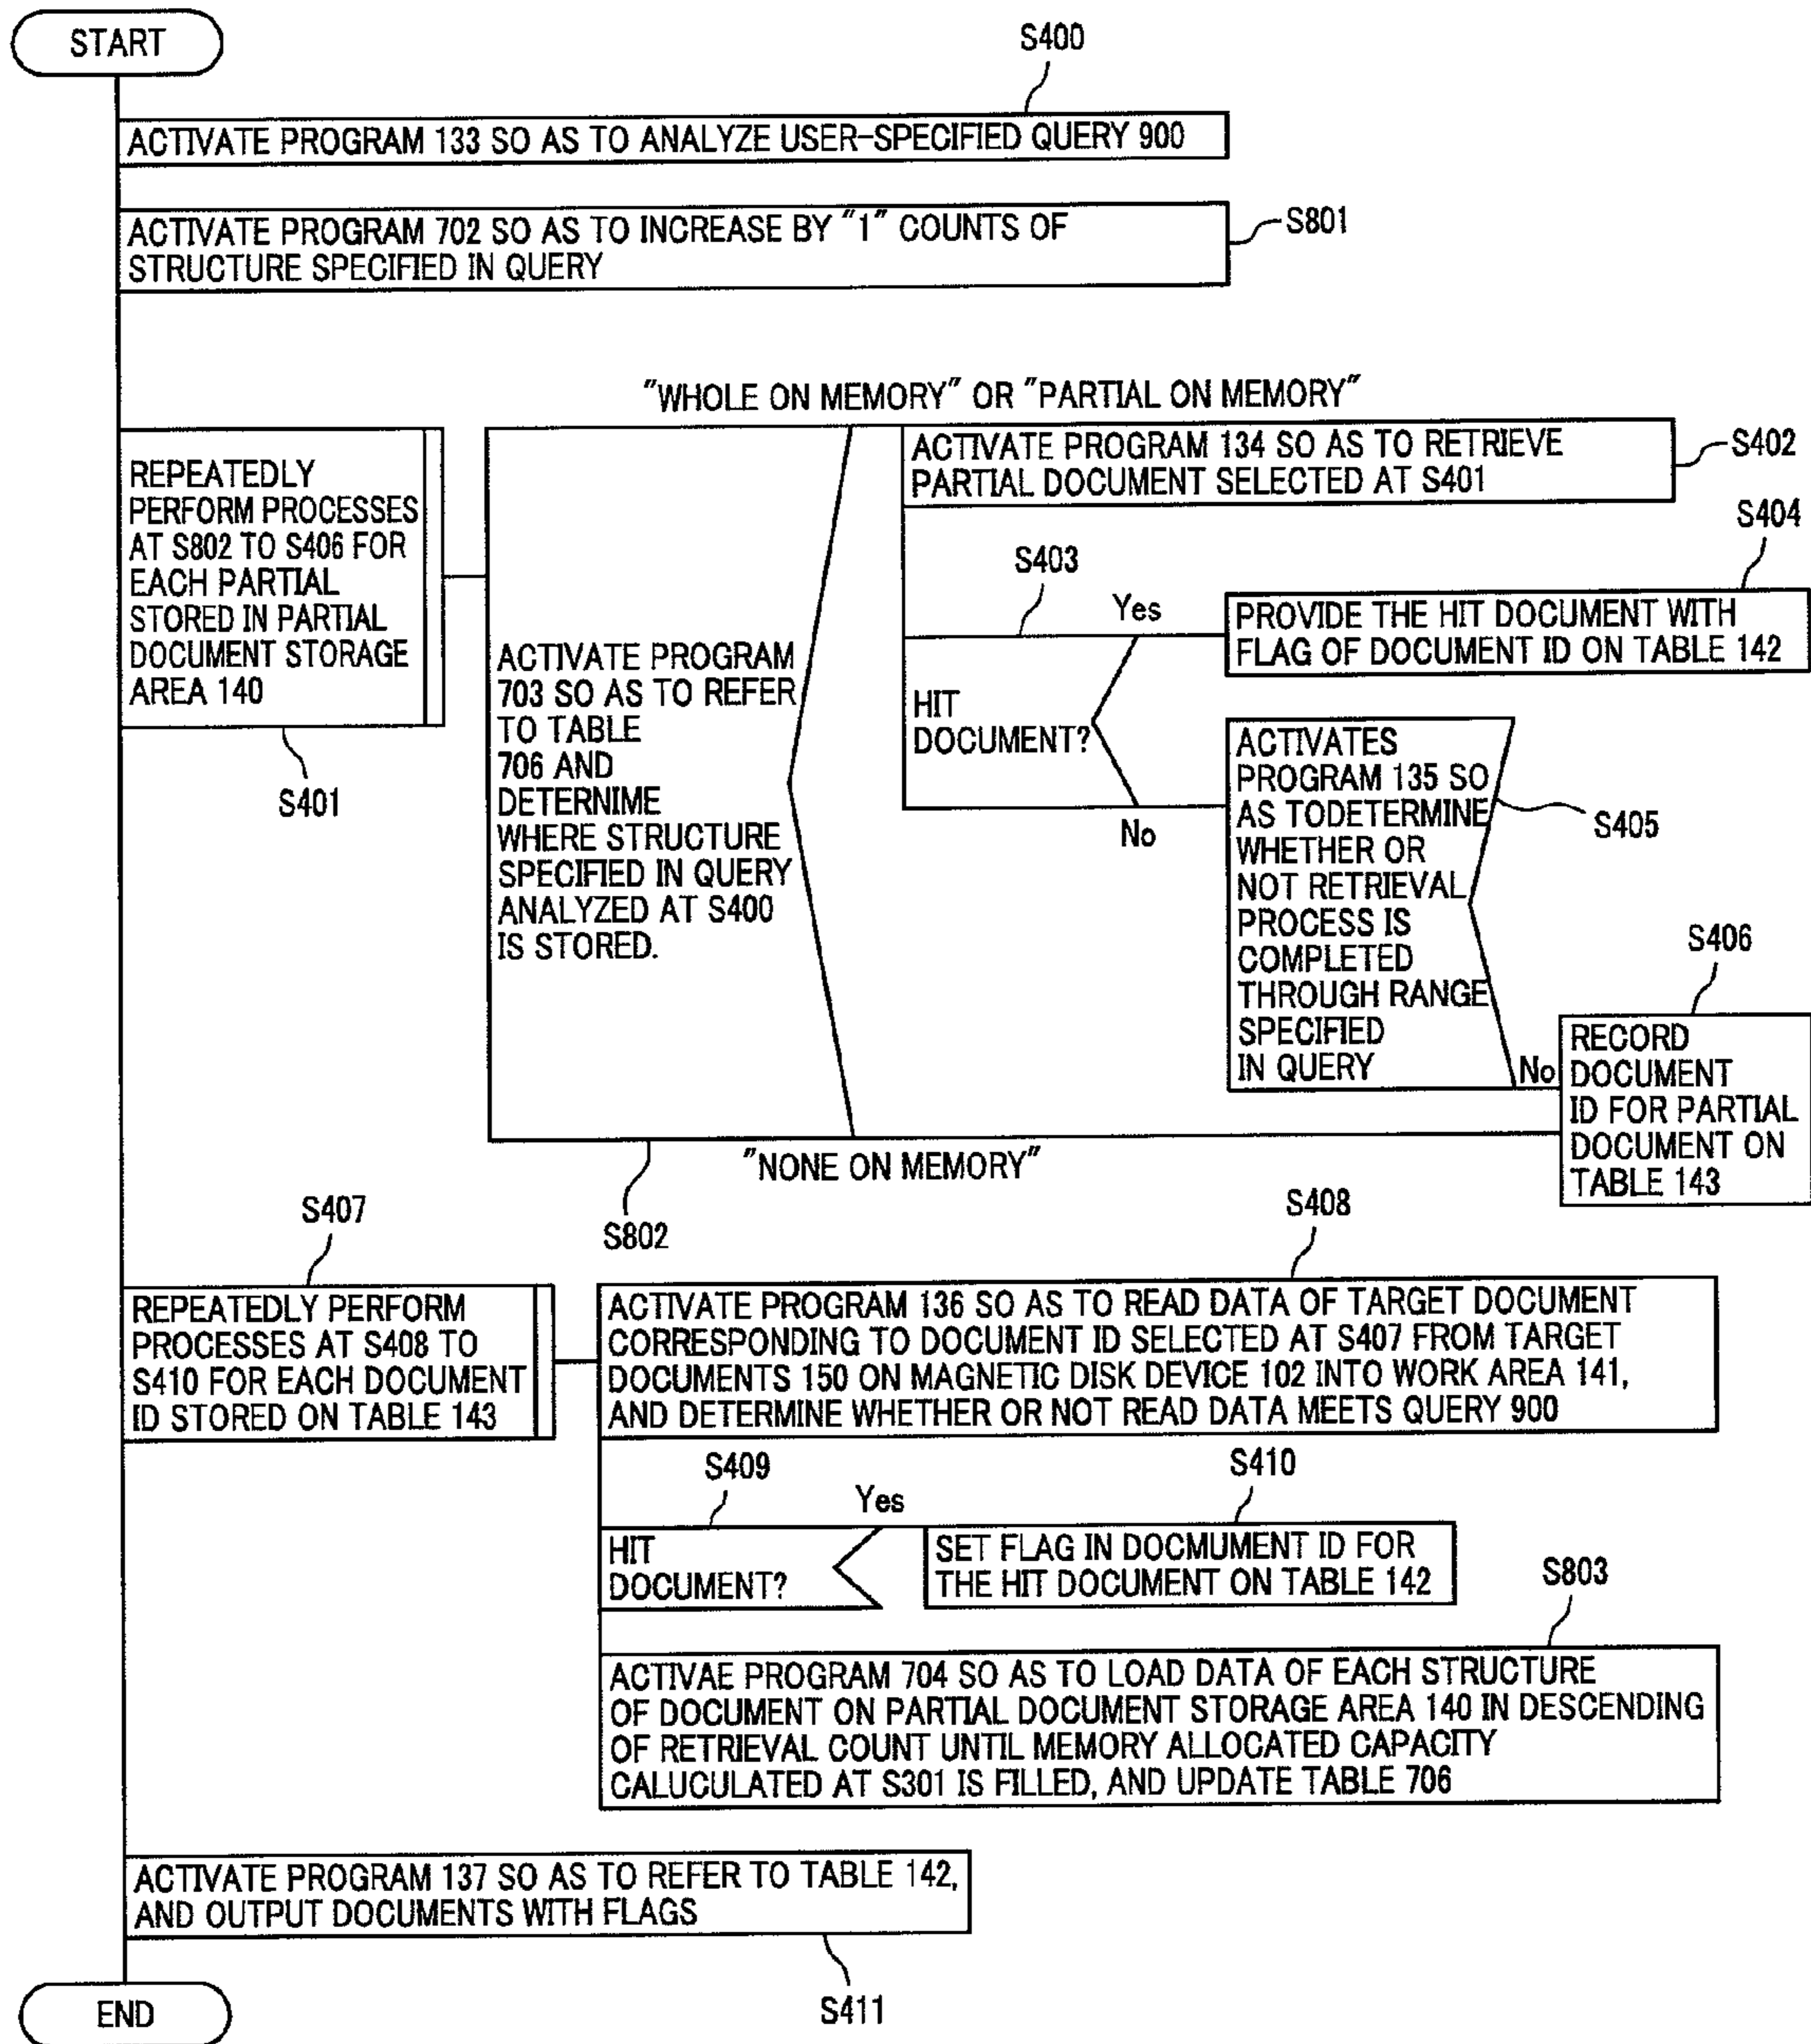 START
S400
ACTIVATE PROGRAM 133 SO AS TO ANALYZE USER-SPECIFIED QUERY 900
ACTIVATE PROGRAM 702 SO AS TO INCREASE BY "1" COUNTS OF
STRUCTURE SPECIFIED IN QUERY
S801
"WHOLE ON MEMORY" OR "PARTIAL ON MEMORY"
REPEATEDLY
PERFORM PROCESSES
AT S802 TO S406 FOR
EACH PARTIAL
STORED IN PARTIAL
DOCUMENT STORAGE
AREA 140
S401
ACTIVATE PROGRAM
703 SO AS TO REFER
TO TABLE
706 AND
DETERNIME
WHERE STRUCTURE
SPECIFIED IN QUERY
ANALYZED AT S400
IS STORED.
ACTIVATE PROGRAM 134 SO AS TO RETRIEVE
PARTIAL DOCUMENT SELECTED AT S401
S402
S404
S403
Yes
PROVIDE THE HIT DOCUMENT WITH
FLAG OF DOCUMENT ID ON TABLE 142
HIT
DOCUMENT?
No
ACTIVATES
PROGRAM 135 SO
AS TODETERMINE
WHETHER OR
NOT RETRIEVAL
PROCESS IS
COMPLETED
THROUGH RANGE
SPECIFIED
IN QUERY
S405
S406
No
RECORD
DOCUMENT
ID FOR PARTIAL
DOCUMENT ON
TABLE 143
"NONE ON MEMORY"
S802
S407
S408
REPEATEDLY PERFORM
PROCESSES AT S408 TO
S410 FOR EACH DOCUMENT
ID STORED ON TABLE 143
ACTIVATE PROGRAM 136 SO AS TO READ DATA OF TARGET DOCUMENT
CORRESPONDING TO DOCUMENT ID SELECTED AT S407 FROM TARGET
DOCUMENTS 150 ON MAGNETIC DISK DEVICE 102 INTO WORK AREA 141,
AND DETERMINE WHETHER OR NOT READ DATA MEETS QUERY 900
S409
Yes
S410
HIT
DOCUMENT?
SET FLAG IN DOCMUMENT ID FOR
THE HIT DOCUMENT ON TABLE 142
S803
ACTIVAE PROGRAM 704 SO AS TO LOAD DATA OF EACH STRUCTURE
OF DOCUMENT ON PARTIAL DOCUMENT STORAGE AREA 140 IN DESCENDING
OF RETRIEVAL COUNT UNTIL MEMORY ALLOCATED CAPACITY
CALUCULATED AT S301 IS FILLED, AND UPDATE TABLE 706
ACTIVATE PROGRAM 137 SO AS TO REFER TO TABLE 142,
AND OUTPUT DOCUMENTS WITH FLAGS
S411
END